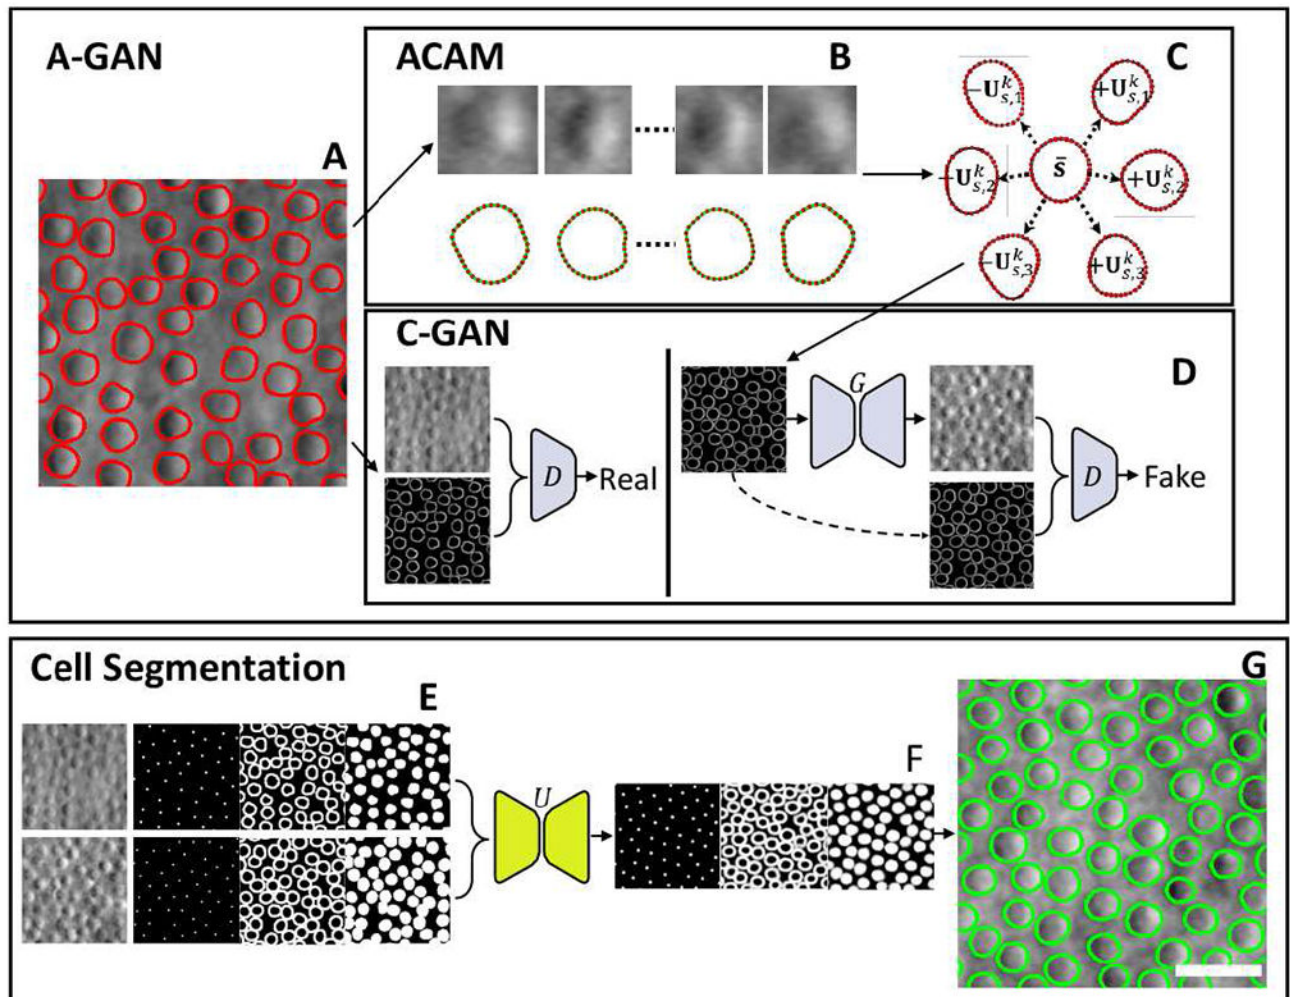 A-GAN
ACAM
B
C
A
−U^k_{s,1}
+U^k_{s,1}
−U^k_{s,2}
s̄
+U^k_{s,2}
−U^k_{s,3}
+U^k_{s,3}
C-GAN
D
G
D
Real
D
Fake
Cell Segmentation
E
U
F
G